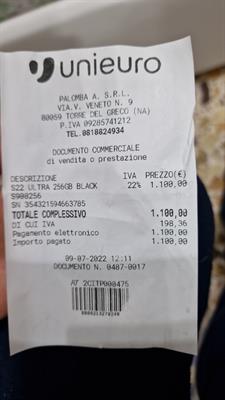 unieuro
PALOMBA A. S.R.L.
VIA.V. VENETO N. 9
80059 TORRE DEL GRECO (NA)
P.IVA 09285741212
TEL.0818824934
DOCUMENTO COMMERCIALE
di vendita o prestazione
DESCRIZIONE IVA PREZZO(€)
S22 ULTRA 256GB BLACK 22% 1.100,00
S908256
SN 354321594663785
TOTALE COMPLESSIVO 1.100,00
DI CUI IVA 198,36
Pagamento elettronico 1.100,00
Importo pagato 1.100,00
09-07-2022 12:11
DOCUMENTO N. 0487-0017
RT 2CITP000475